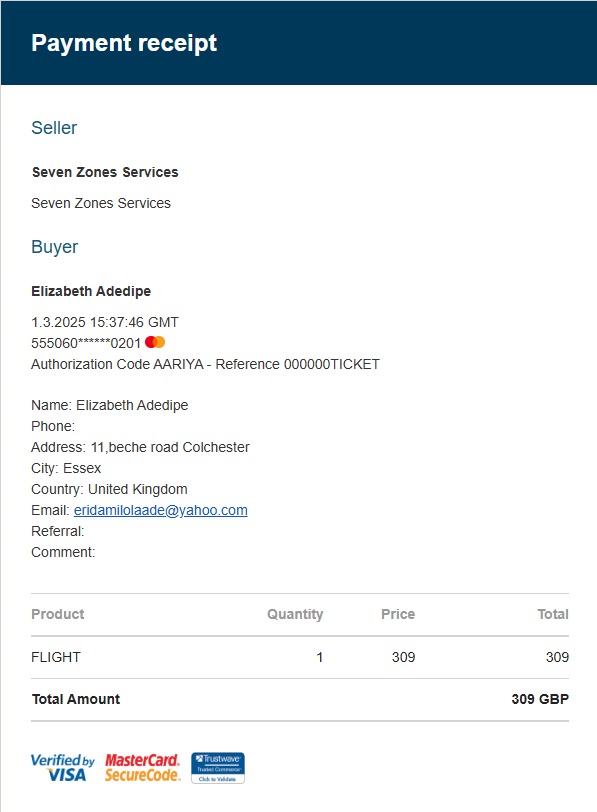 Payment receipt
Seller
Seven Zones Services
Seven Zones Services
Buyer
Elizabeth Adedipe
1.3.2025 15:37:46 GMT
555060******0201
Authorization Code AARIYA - Reference 000000TICKET
Name: Elizabeth Adedipe
Phone:
Address: 11,beche road Colchester
City: Essex
Country: United Kingdom
Email: eridamilolaade@yahoo.com
Referral:
Comment:
Product Quantity Price Total
FLIGHT 1 309 309
Total Amount 309 GBP
Verified by VISA
MasterCard. SecureCode.
Trustwave Trusted Commerce Click to Validate